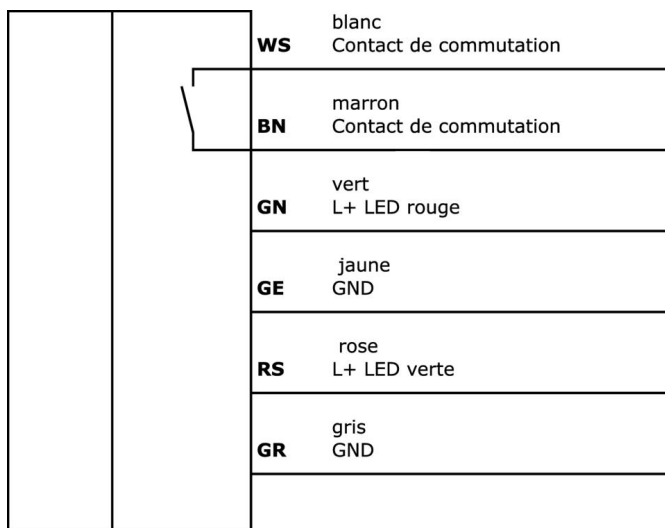 blanc
WS Contact de commutation
marron
BN Contact de commutation
vert
GN L+ LED rouge
jaune
GE GND
rose
RS L+ LED verte
gris
GR GND